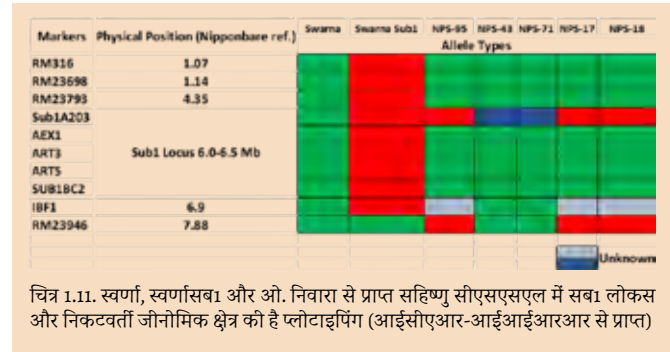 Markers Physical Position (Nipponbare ref.) Swarna Swarna Sub1 NPS-95 NPS-43 NPS-71 NPS-17 NPS-18
Allele Types
RM316 1.07
RM23698 1.14
RM23793 4.35
Sub1A203
AEX1
ART3 Sub1 Locus 6.0-6.5 Mb
ART5
SUB1BC2
IBF1 6.9
RM23946 7.88
Unknown
चित्र 1.11. स्वर्णा, स्वर्णासब1 और ओ. निवारा से प्राप्त सहिष्णु सीएसएसएल में सब1 लोकस
और निकटवर्ती जीनोमिक क्षेत्र की है प्लोटाइपिंग (आईसीएआर-आईआईआरआर से प्राप्त)